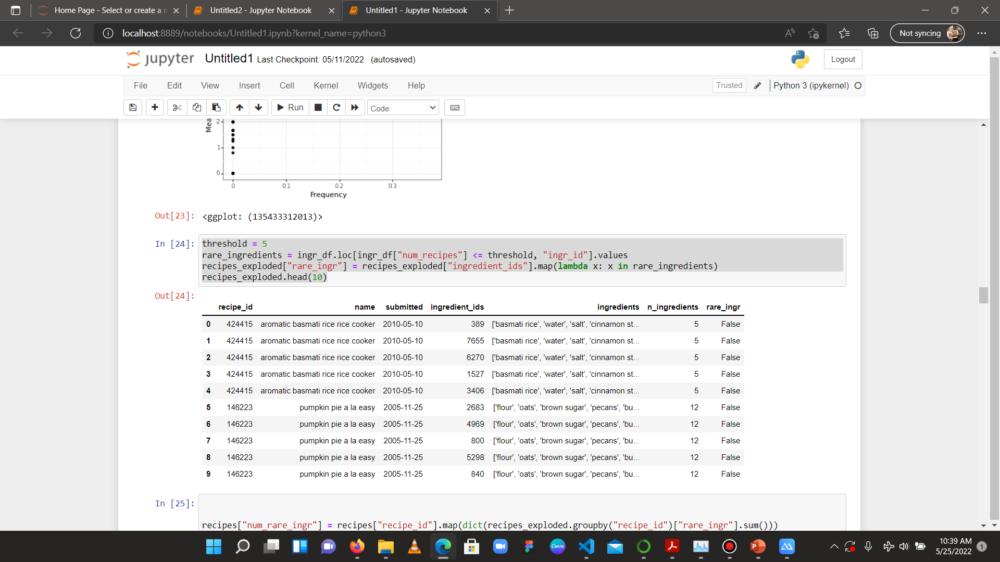 Home Page - Select or create a n
Untitled2 - Jupyter Notebook
Untitled1 - Jupyter Notebook
localhost:8889/notebooks/Untitled1.ipynb?kernel_name=python3
Not syncing
jupyter Untitled1 Last Checkpoint: 05/11/2022 (autosaved)
Logout
File Edit View Insert Cell Kernel Widgets Help
Trusted Python 3 (ipykernel)
Run Code
Mea
2
1
0
0 0.1 0.2 0.3
Frequency
Out[23]: <ggplot: (135433312013)>
In [24]: threshold = 5
rare_ingredients = ingr_df.loc[ingr_df["num_recipes"] <= threshold, "ingr_id"].values
recipes_exploded["rare_ingr"] = recipes_exploded["ingredient_ids"].map(lambda x: x in rare_ingredients)
recipes_exploded.head(10)
Out[24]:
recipe_id name submitted ingredient_ids ingredients n_ingredients rare_ingr
0 424415 aromatic basmati rice rice cooker 2010-05-10 389 ['basmati rice', 'water', 'salt', 'cinnamon st... 5 False
1 424415 aromatic basmati rice rice cooker 2010-05-10 7655 ['basmati rice', 'water', 'salt', 'cinnamon st... 5 False
2 424415 aromatic basmati rice rice cooker 2010-05-10 6270 ['basmati rice', 'water', 'salt', 'cinnamon st... 5 False
3 424415 aromatic basmati rice rice cooker 2010-05-10 1527 ['basmati rice', 'water', 'salt', 'cinnamon st... 5 False
4 424415 aromatic basmati rice rice cooker 2010-05-10 3406 ['basmati rice', 'water', 'salt', 'cinnamon st... 5 False
5 146223 pumpkin pie a la easy 2005-11-25 2683 ['flour', 'oats', 'brown sugar', 'pecans', 'bu... 12 False
6 146223 pumpkin pie a la easy 2005-11-25 4969 ['flour', 'oats', 'brown sugar', 'pecans', 'bu... 12 False
7 146223 pumpkin pie a la easy 2005-11-25 800 ['flour', 'oats', 'brown sugar', 'pecans', 'bu... 12 False
8 146223 pumpkin pie a la easy 2005-11-25 5298 ['flour', 'oats', 'brown sugar', 'pecans', 'bu... 12 False
9 146223 pumpkin pie a la easy 2005-11-25 840 ['flour', 'oats', 'brown sugar', 'pecans', 'bu... 12 False
In [25]:
recipes["num_rare_ingr"] = recipes["recipe_id"].map(dict(recipes_exploded.groupby("recipe_id")["rare_ingr"].sum()))
Canva
10:39 AM
5/25/2022
1